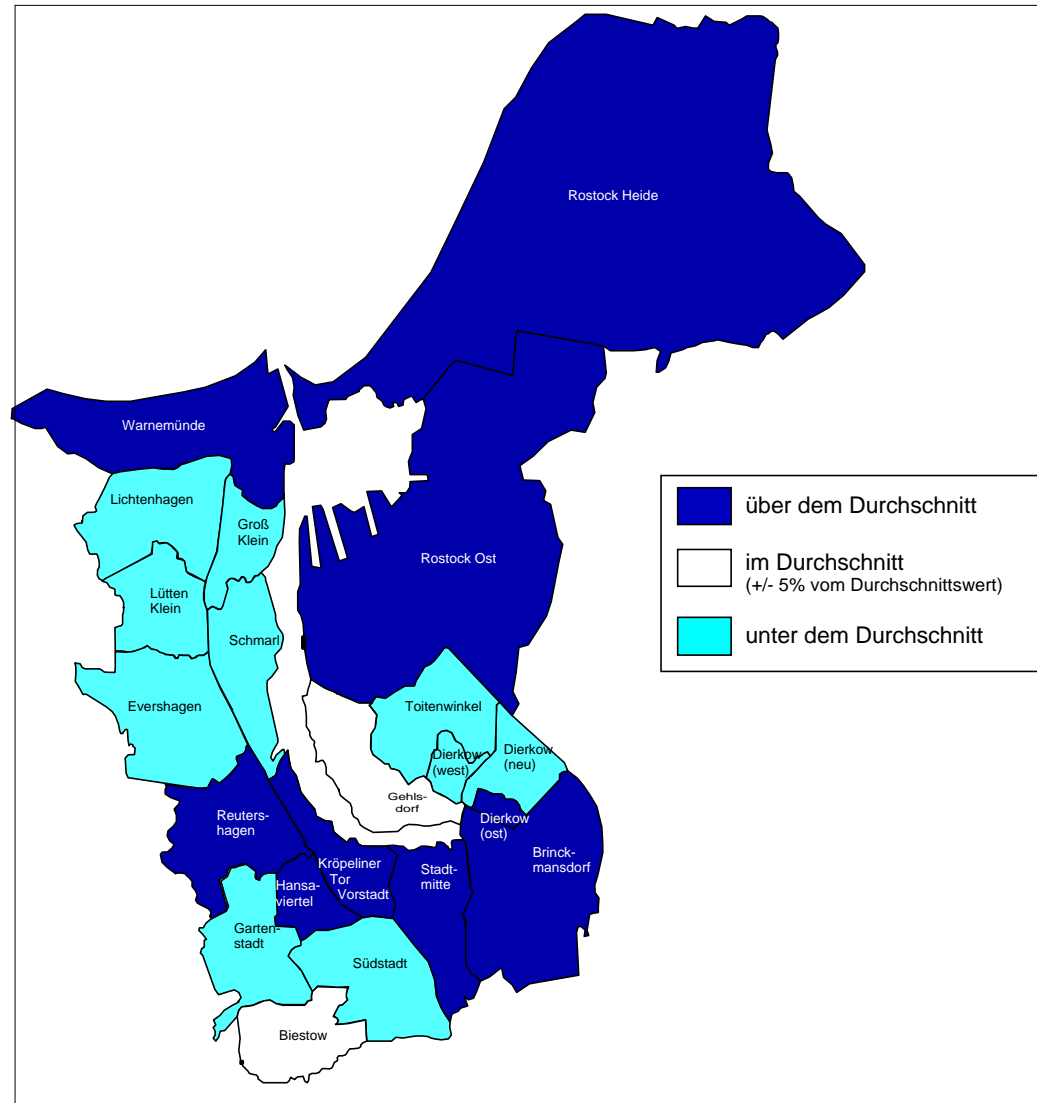 Rostock Heide
Warnemünde
Lichtenhagen
Groß
Klein
Rostock Ost
Lütten
Klein
Schmarl
Evershagen
Toitenwinkel
Dierkow
(west)
Dierkow
(neu)
Gehls-
dorf
Reuters-
hagen
Dierkow
(ost)
Brinck-
mansdorf
Kröpeliner
Tor
Vorstadt
Stadt-
mitte
Hansa-
viertel
Garten-
stadt
Südstadt
Biestow
über dem Durchschnitt
im Durchschnitt
(+/- 5% vom Durchschnittswert)
unter dem Durchschnitt